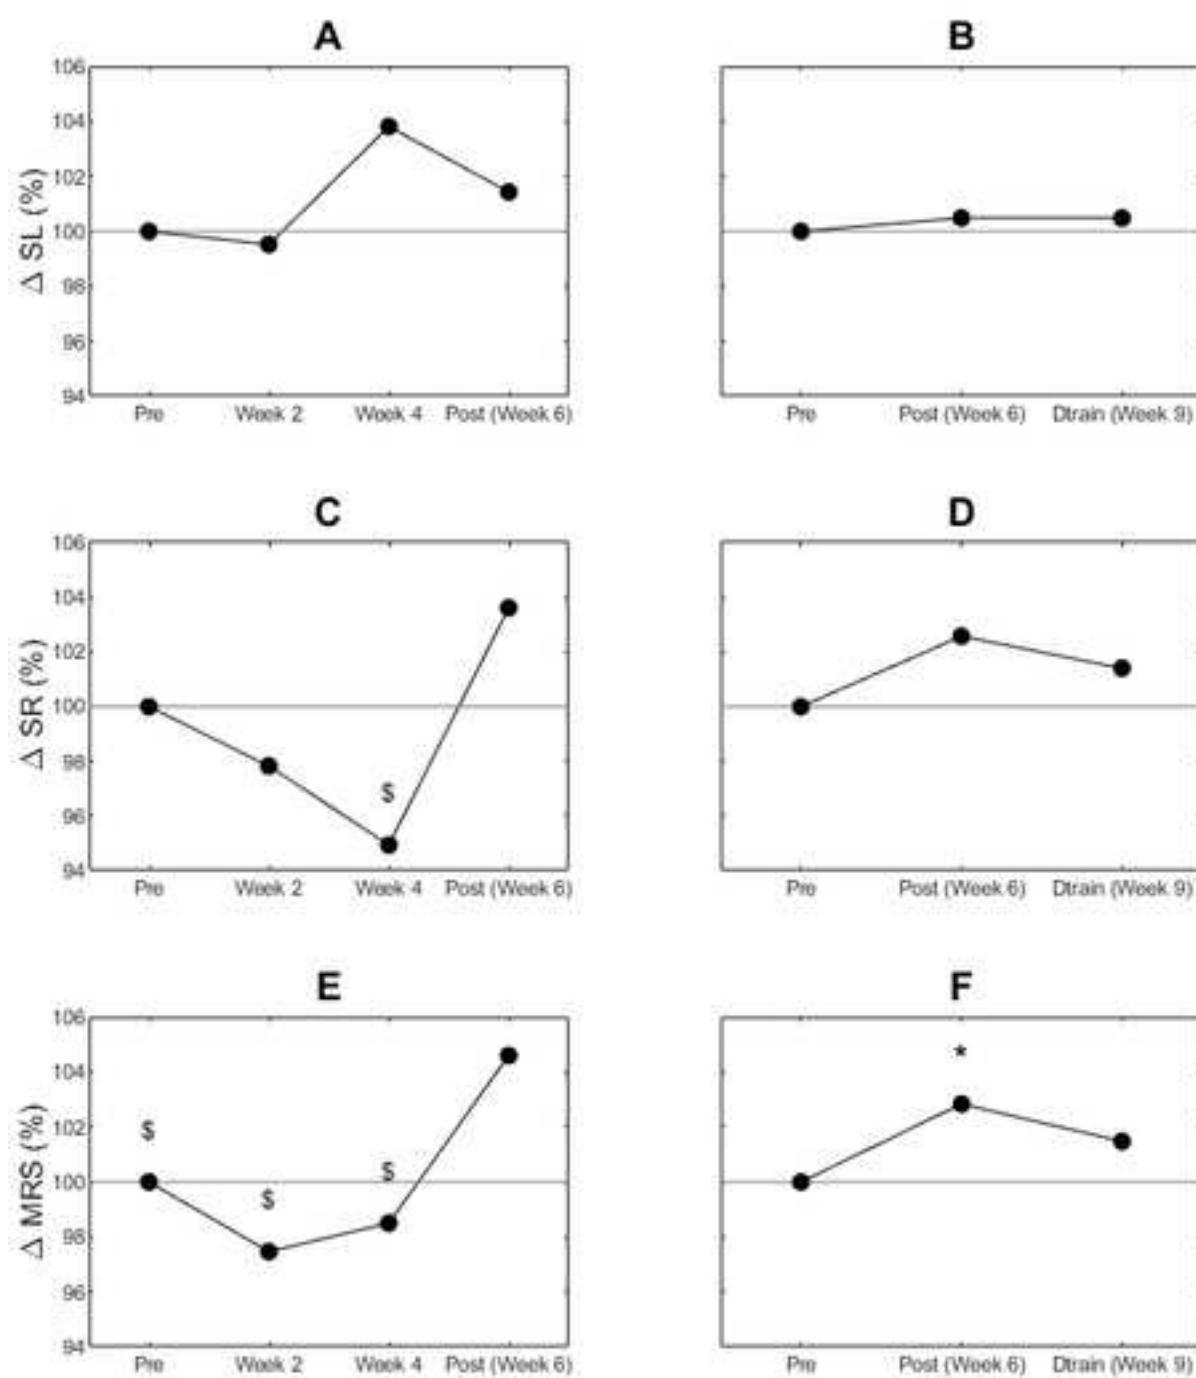 A
B
106
104
102
100
98
96
94
Δ SL (%)
Pre Week 2 Week 4 Post (Week 6)
Pre Post (Week 6) Dtrain (Week 9)
C
D
106
104
102
100
98
96
94
Δ SR (%)
$
Pre Week 2 Week 4 Post (Week 6)
Pre Post (Week 6) Dtrain (Week 9)
E
F
106
104
102
100
98
96
94
Δ MRS (%)
$
$
$
*
Pre Week 2 Week 4 Post (Week 6)
Pre Post (Week 6) Dtrain (Week 9)